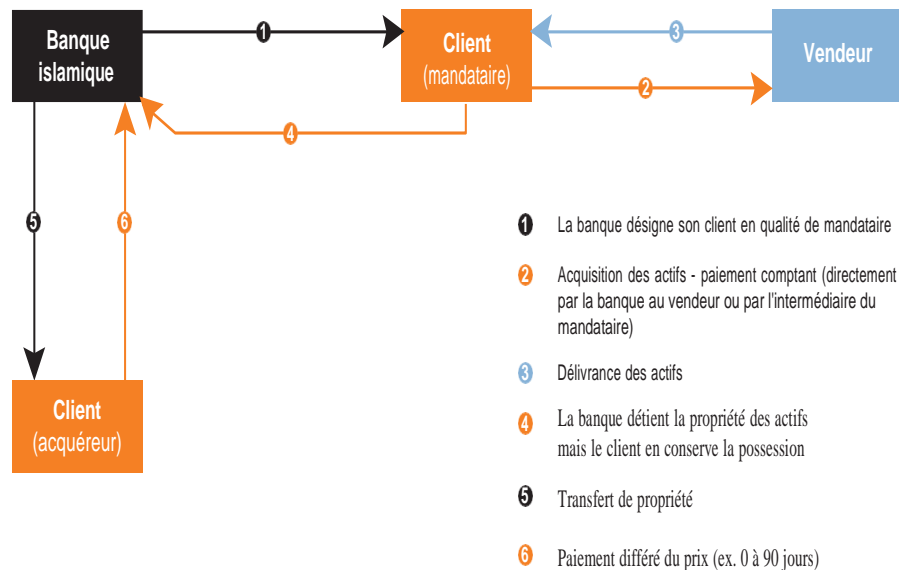 Banque
islamique
1
Client
(mandataire)
3
Vendeur
2
4
5
6
Client
(acquéreur)
1 La banque désigne son client en qualité de mandataire
2 Acquisition des actifs - paiement comptant (directement
par la banque au vendeur ou par l'intermédiaire du
mandataire)
3 Délivrance des actifs
4 La banque détient la propriété des actifs
mais le client en conserve la possession
5 Transfert de propriété
6 Paiement différé du prix (ex. 0 à 90 jours)